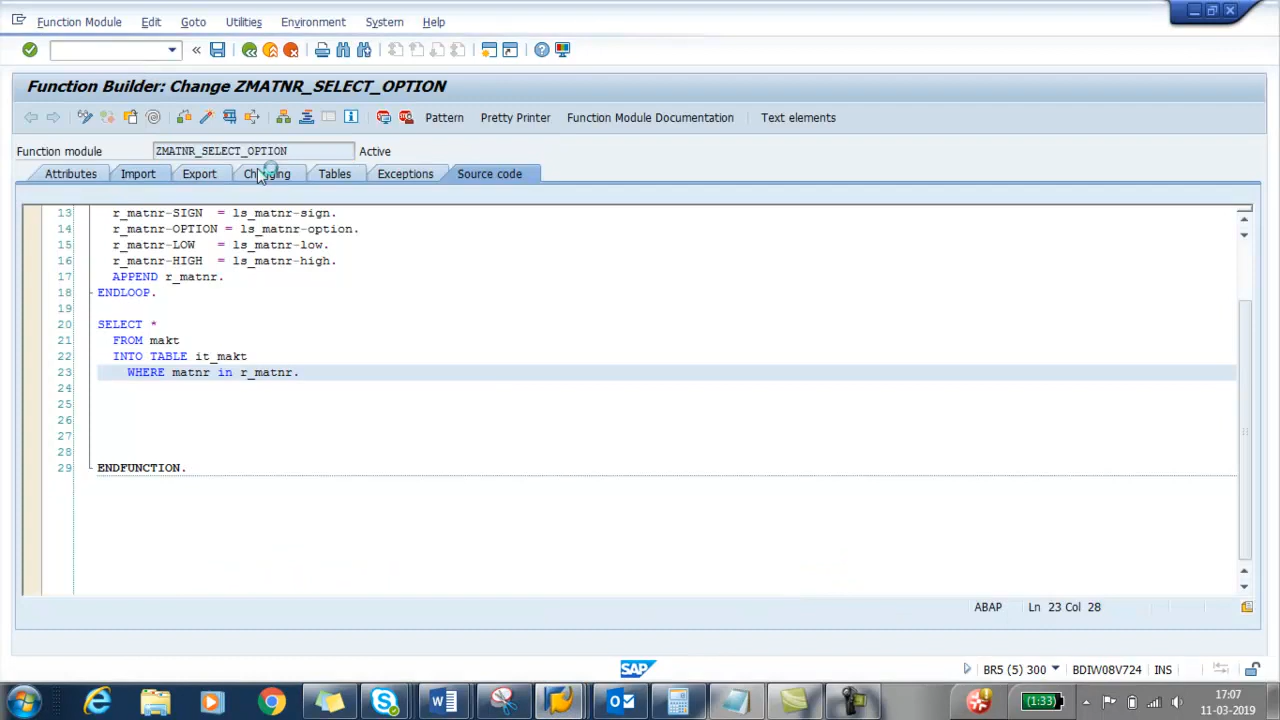 Function Module Edit Goto Utilities Environment System Help
Function Builder: Change ZMATNR_SELECT_OPTION
Pattern Pretty Printer Function Module Documentation Text elements
Function module ZMATNR_SELECT_OPTION Active
Attributes Import Export Changing Tables Exceptions Source code
13 r_matnr-SIGN = ls_matnr-sign.
14 r_matnr-OPTION = ls_matnr-option.
15 r_matnr-LOW = ls_matnr-low.
16 r_matnr-HIGH = ls_matnr-high.
17 APPEND r_matnr.
18 ENDLOOP.
19
20 SELECT *
21 FROM makt
22 INTO TABLE it_makt
23 WHERE matnr in r_matnr.
24
25
26
27
28
29 ENDFUNCTION.
ABAP Ln 23 Col 28
SAP BR5 (5) 300 BDIW08V724 INS
(1:33) 17:07
11-03-2019